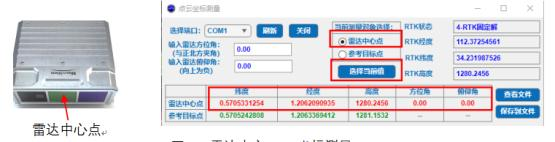 点云坐标测量
选择端口： COM1 刷新 关闭
输入雷达方位角：
（与正北方夹角） 0.00
输入雷达俯仰角：
（向上为负） 0.00
当前测量对象选择：
雷达中心点
参考目标点
选择当前值
RTK状态 4-RTK固定解
RTK经度 112.37254561
RTK纬度 34.231987526
RTK高度 1280.2456
纬度 经度 高度 方位角 俯仰角
雷达中心点 0.5705331254 1.2062090935 1280.2456 0.00 0.00
参考目标点 0.5705242808 1.2063369412 1281.1532 -- --
查看文件
保存到文件
雷达中心点